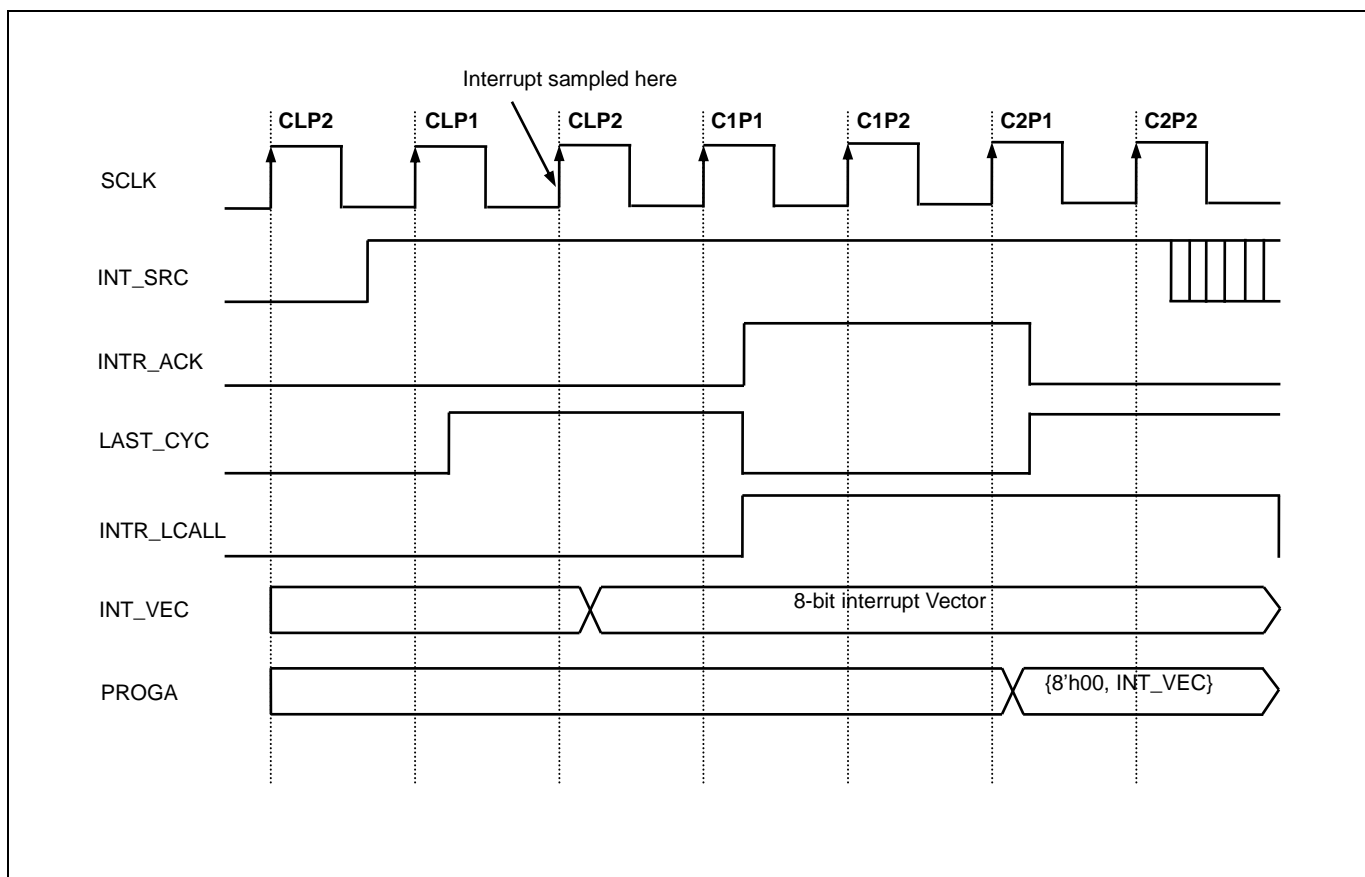 Interrupt sampled here
CLP2 CLP1 CLP2 C1P1 C1P2 C2P1 C2P2
SCLK
INT_SRC
INTR_ACK
LAST_CYC
INTR_LCALL
INT_VEC 8-bit interrupt Vector
PROGA {8'h00, INT_VEC}